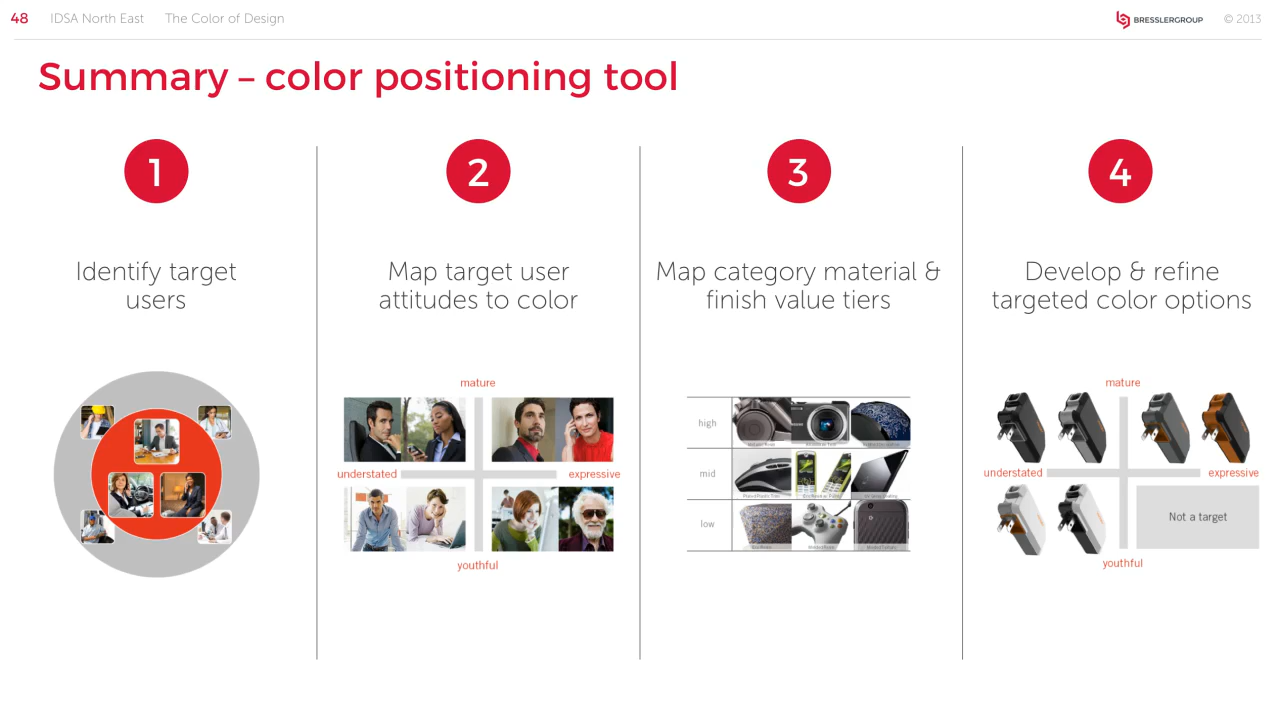 48 IDSA North East The Color of Design BRESSLERGROUP © 2013
Summary – color positioning tool
1
Identify target
users
2
Map target user
attitudes to color
mature
understated
expressive
youthful
3
Map category material &
finish value tiers
high
mid
low
4
Develop & refine
targeted color options
mature
understated
expressive
Not a target
youthful